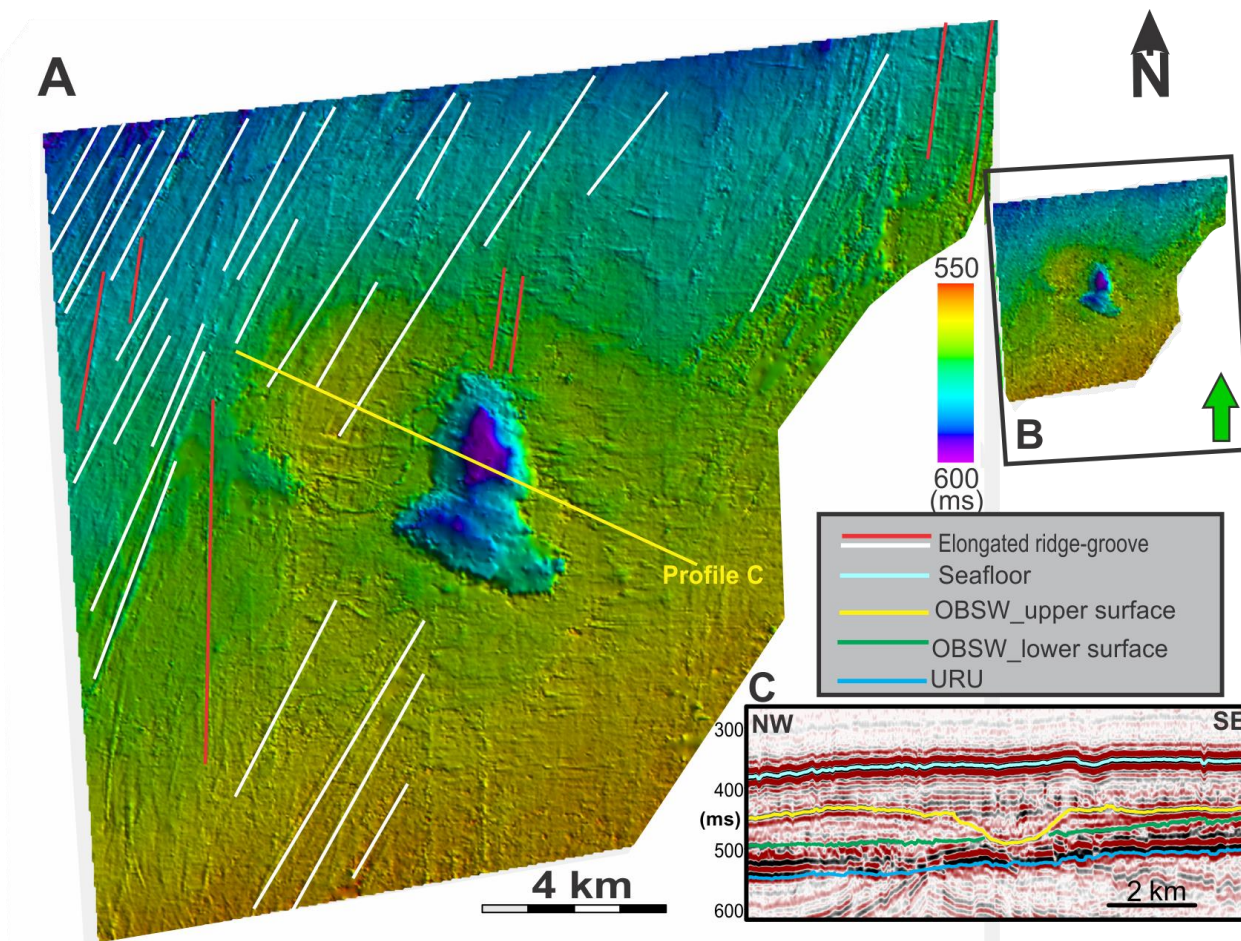 A
N
550
600
(ms)
B
Profile C
Elongated ridge-groove
Seafloor
OBSW_upper surface
OBSW_lower surface
URU
C
NW
SE
300
400
(ms)
500
600
2 km
4 km